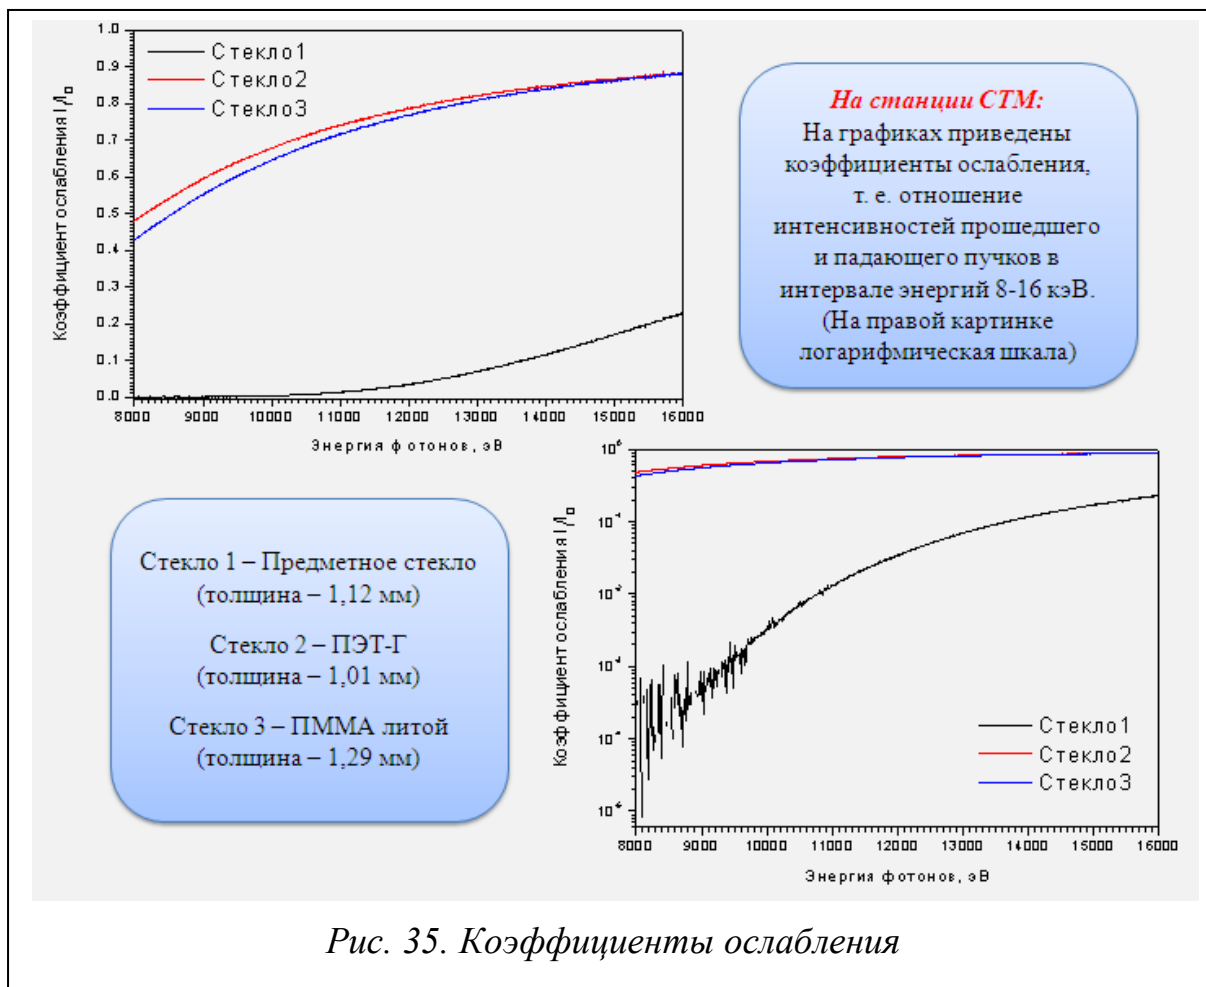 1.0
0.9
0.8
0.7
0.6
0.5
0.4
0.3
0.2
0.1
0.0
Коэффициент ослабления I/I₀
Стекло1
Стекло2
Стекло3
8000 9000 10000 11000 12000 13000 14000 15000 16000
Энергия фотонов, эВ
На станции СТМ:
На графиках приведены
коэффициенты ослабления,
т. е. отношение
интенсивностей прошедшего
и падающего пучков в
интервале энергий 8-16 кэВ.
(На правой картинке
логарифмическая шкала)
Стекло 1 – Предметное стекло
(толщина – 1,12 мм)
Стекло 2 – ПЭТ-Г
(толщина – 1,01 мм)
Стекло 3 – ПММА литой
(толщина – 1,29 мм)
Коэффициент ослабления I/I₀
Стекло1
Стекло2
Стекло3
8000 9000 10000 11000 12000 13000 14000 15000 16000
Энергия фотонов, эВ
Рис. 35. Коэффициенты ослабления